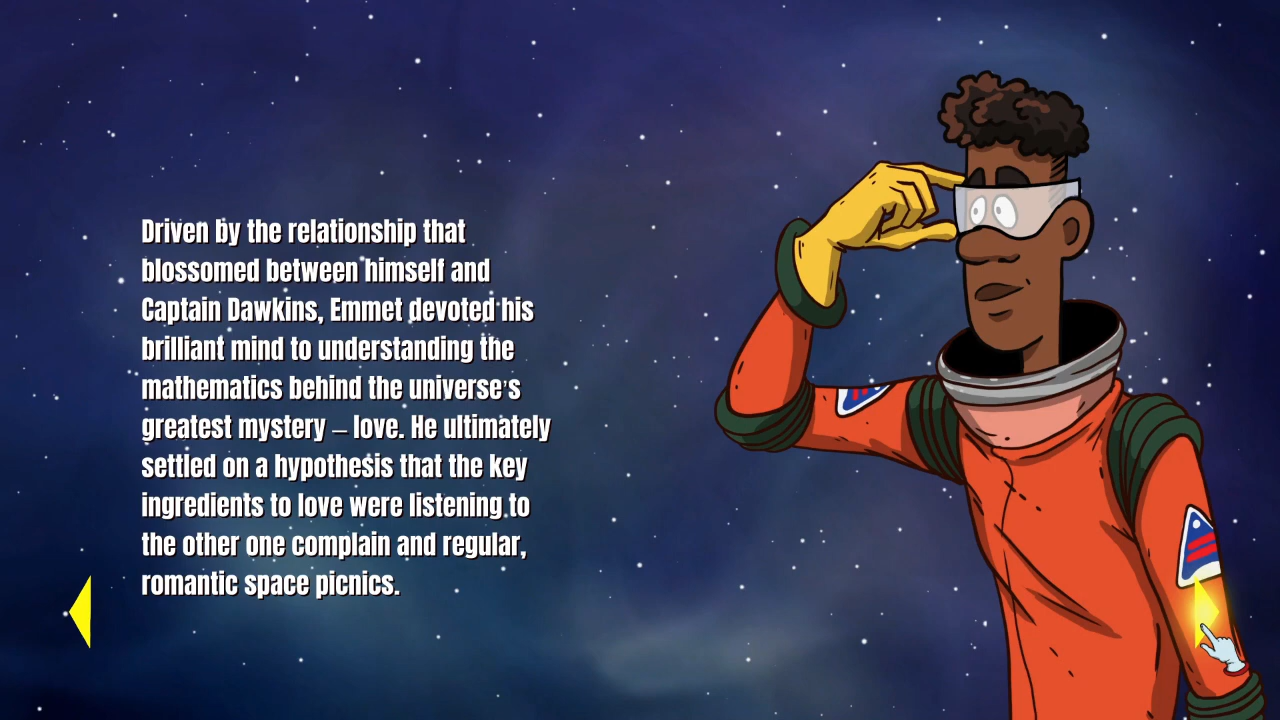 Driven by the relationship that
blossomed between himself and
Captain Dawkins, Emmet devoted his
brilliant mind to understanding the
mathematics behind the universe's
greatest mystery – love. He ultimately
settled on a hypothesis that the key
ingredients to love were listening to
the other one complain and regular,
romantic space picnics.